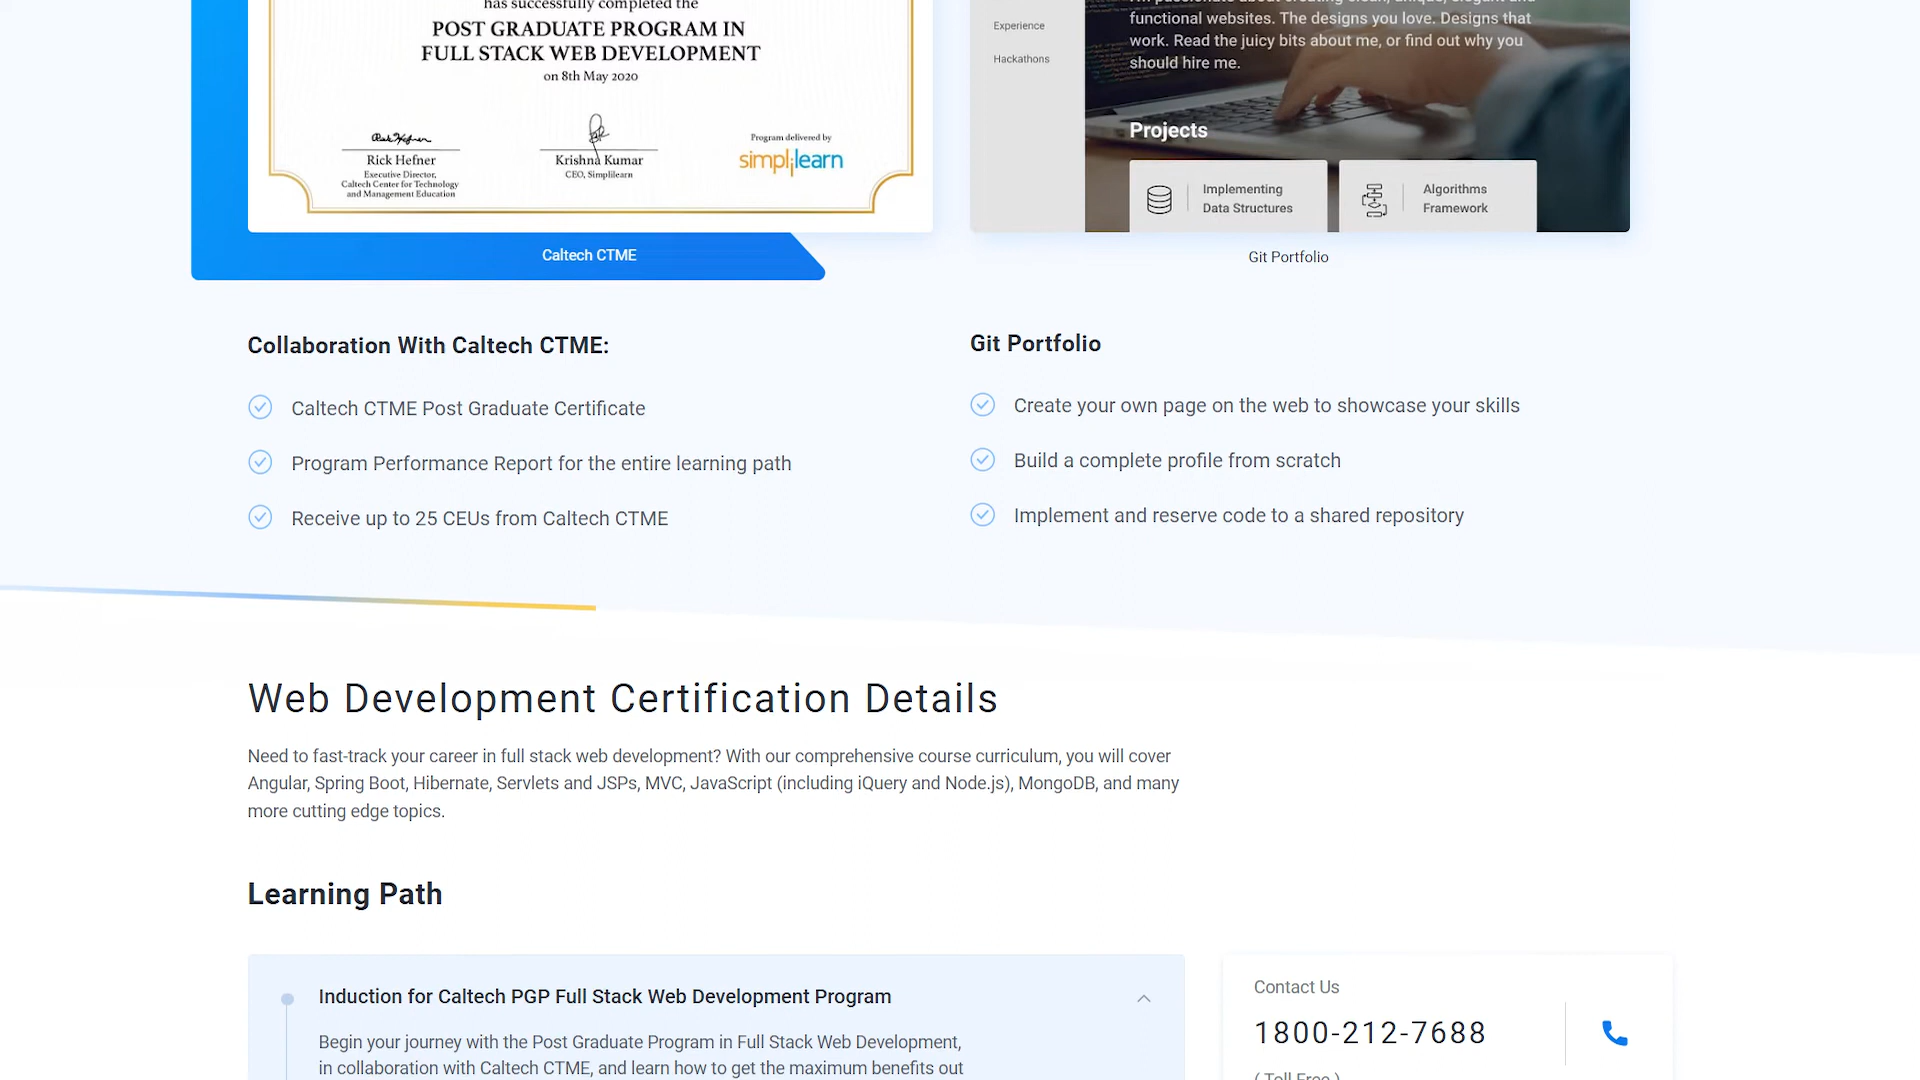 has successfully completed the
POST GRADUATE PROGRAM IN
FULL STACK WEB DEVELOPMENT
on 8th May 2020
Rick Hefner
Executive Director,
Caltech Center for Technology
and Management Education
Krishna Kumar
CEO, Simplilearn
Program delivered by
simplilearn
Caltech CTME
Experience
Hackathons
functional websites. The designs you love. Designs that
work. Read the juicy bits about me, or find out why you
should hire me.
Projects
Implementing
Data Structures
Algorithms
Framework
Git Portfolio
Collaboration With Caltech CTME:
Caltech CTME Post Graduate Certificate
Program Performance Report for the entire learning path
Receive up to 25 CEUs from Caltech CTME
Git Portfolio
Create your own page on the web to showcase your skills
Build a complete profile from scratch
Implement and reserve code to a shared repository
Web Development Certification Details
Need to fast-track your career in full stack web development? With our comprehensive course curriculum, you will cover
Angular, Spring Boot, Hibernate, Servlets and JSPs, MVC, JavaScript (including iQuery and Node.js), MongoDB, and many
more cutting edge topics.
Learning Path
Induction for Caltech PGP Full Stack Web Development Program
Begin your journey with the Post Graduate Program in Full Stack Web Development,
in collaboration with Caltech CTME, and learn how to get the maximum benefits out
Contact Us
1800-212-7688
( Toll Free )